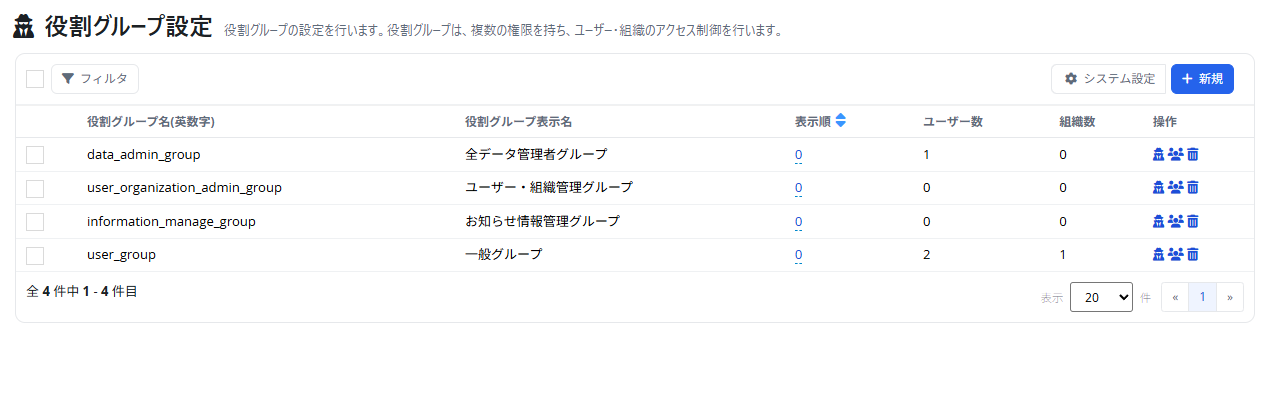 役割グループ設定 役割グループの設定を行います。役割グループは、複数の権限を持ち、ユーザー・組織のアクセス制御を行います。
フィルタ システム設定 新規
役割グループ名(英数字) 役割グループ表示名 表示順 ユーザー数 組織数 操作
data_admin_group 全データ管理者グループ 0 1 0
user_organization_admin_group ユーザー・組織管理グループ 0 0 0
information_manage_group お知らせ情報管理グループ 0 0 0
user_group 一般グループ 0 2 1
全 4 件中 1 - 4 件目 表示 20 件 « 1 »